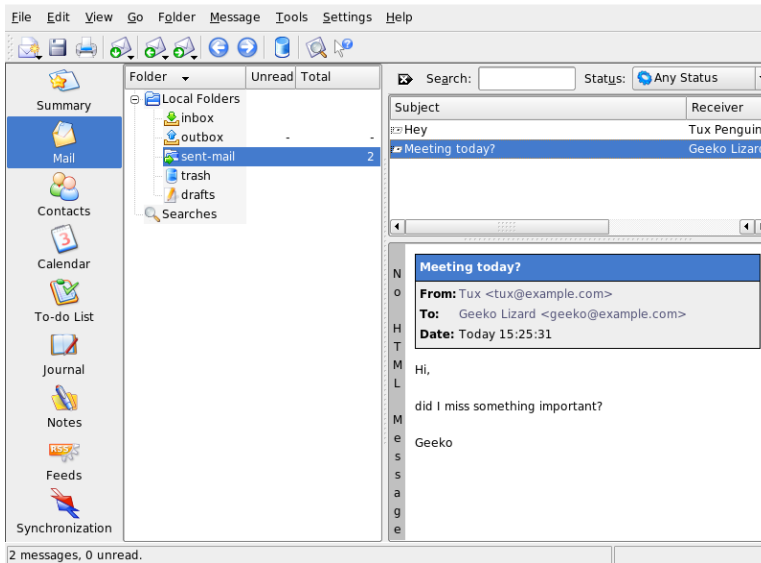 File Edit View Go Folder Message Tools Settings Help
Summary
Mail
Contacts
Calendar
To-do List
Journal
Notes
RSS
Feeds
Synchronization
Folder Unread Total
Local Folders
inbox
outbox - -
sent-mail 2
trash
drafts
Searches
Search: Status: Any Status
Subject Receiver
Hey Tux Penguin
Meeting today? Geeko Lizard
No HTML Message
Meeting today?
From: Tux <tux@example.com>
To: Geeko Lizard <geeko@example.com>
Date: Today 15:25:31
Hi,
did I miss something important?
Geeko
2 messages, 0 unread.